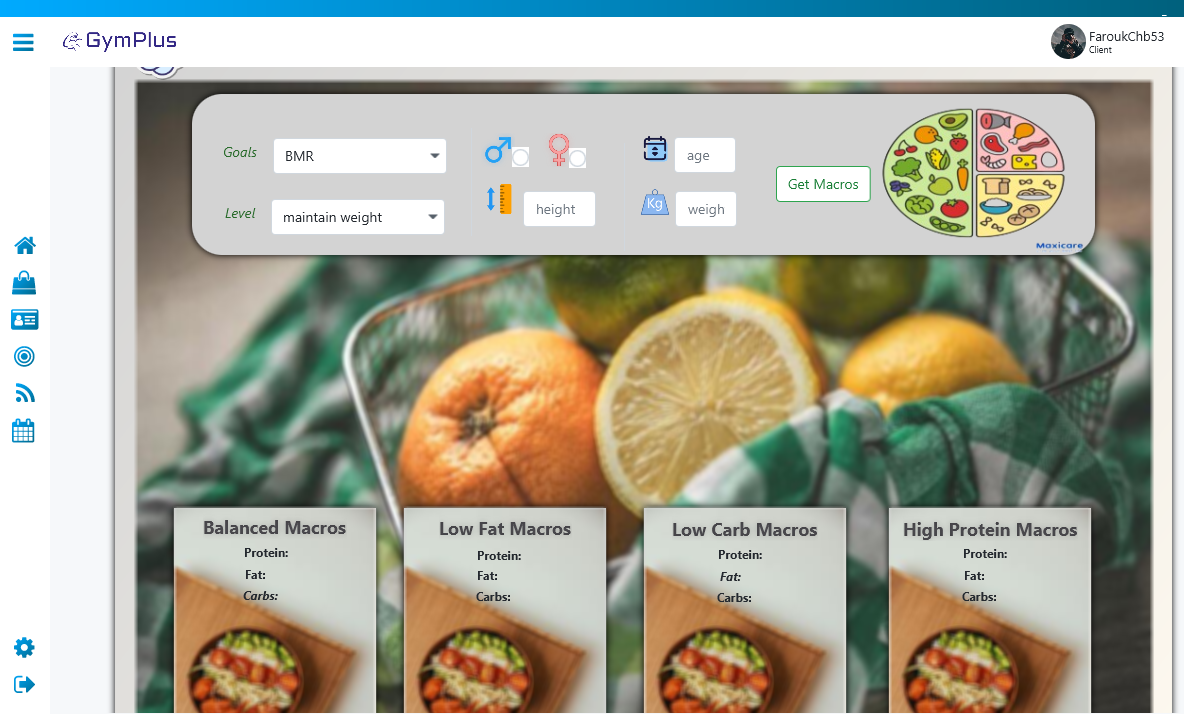 GymPlus
FaroukChb53
Client
Goals
BMR
age
Get Macros
Level
maintain weight
height
Kg
weigh
Maxicare
Balanced Macros
Protein:
Fat:
Carbs:
Low Fat Macros
Protein:
Fat:
Carbs:
Low Carb Macros
Protein:
Fat:
Carbs:
High Protein Macros
Protein:
Fat:
Carbs: